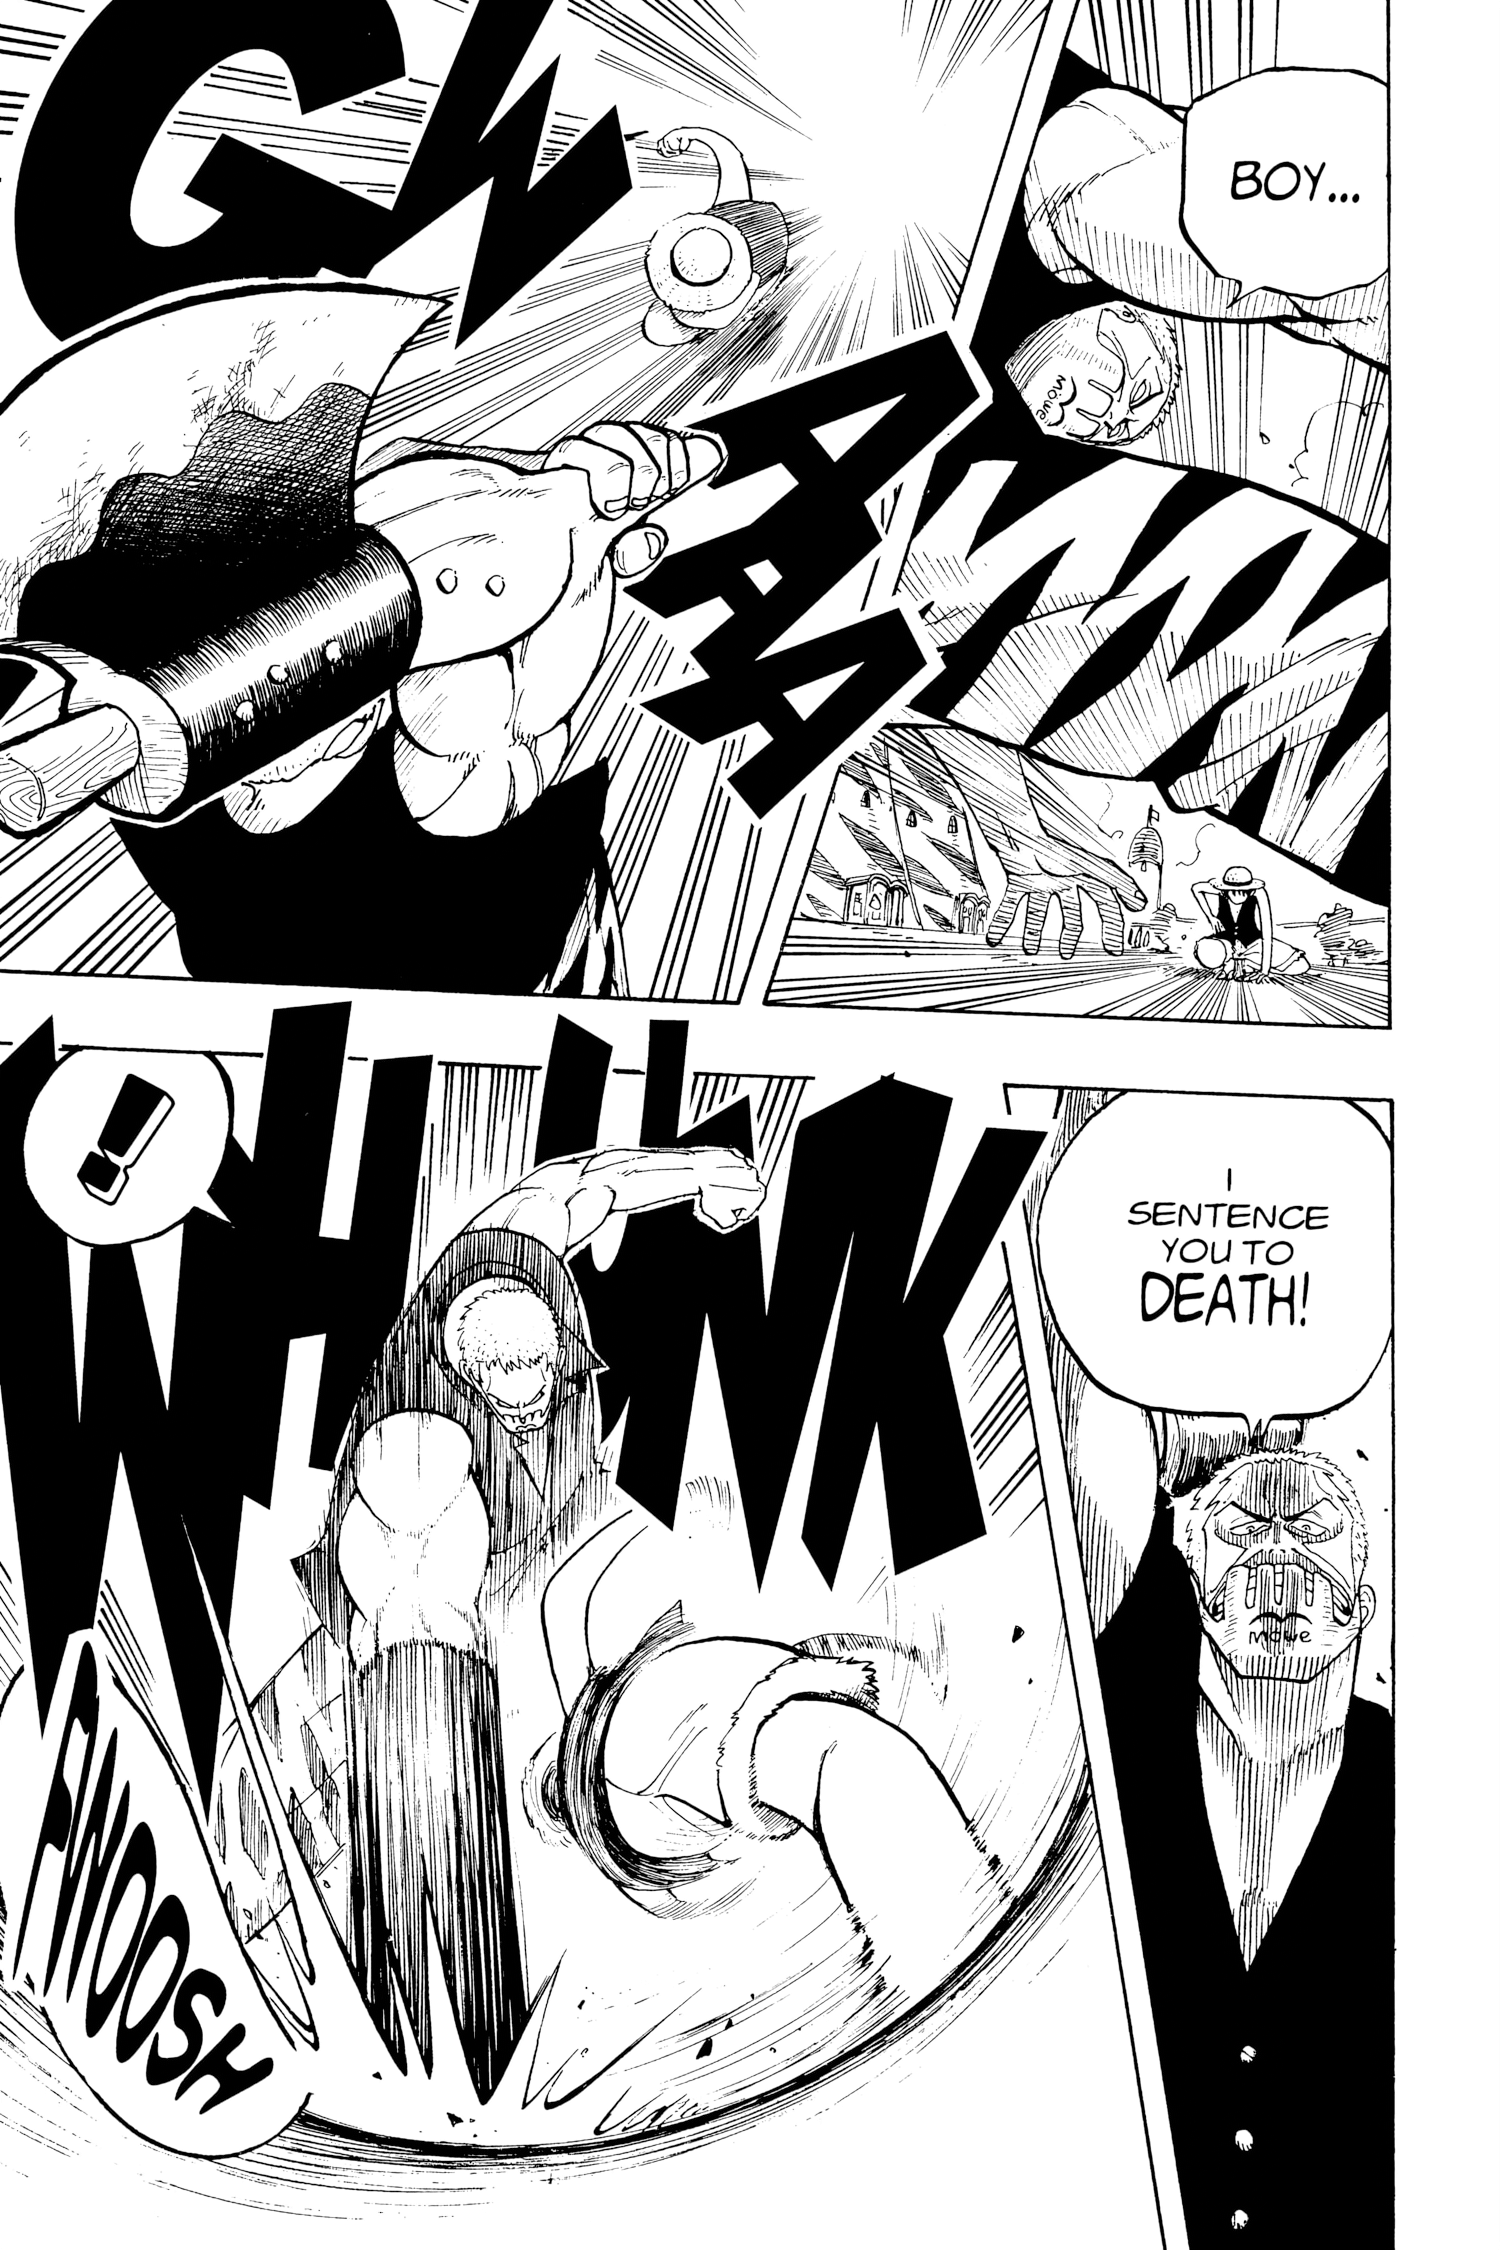 BOY...
MOWE
GWAAA
I
SENTENCE
YOU TO
DEATH!
MOWE
!
WHUNK
FWOOSH